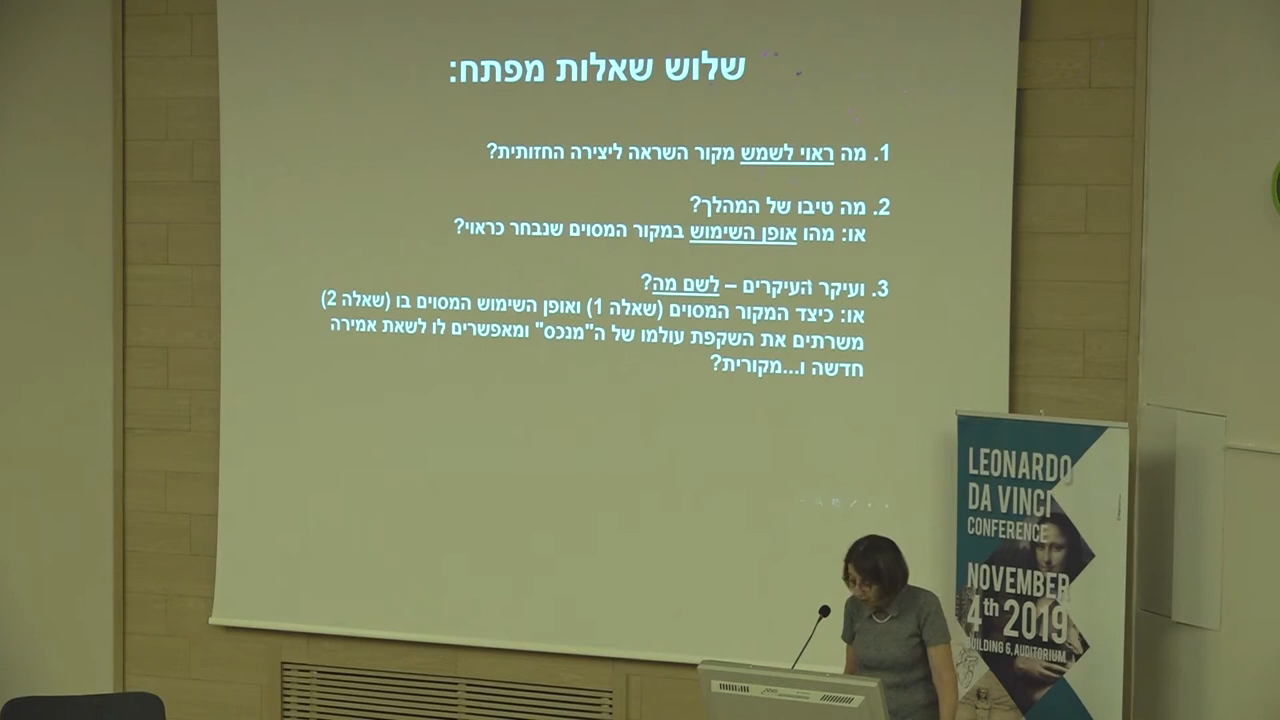 שלוש שאלות מפתח:
1. מה ראוי לשמש מקור השראה ליצירה החזותית?
2. מה טיבו של המהלך?
או: מהו אופן השימוש במקור המסוים שנבחר כראוי?
3. ועיקר העיקרים – לשם מה?
או: כיצד המקור המסוים (שאלה 1) ואופן השימוש המסוים בו (שאלה 2)
משרתים את השקפת עולמו של ה"מנכס" ומאפשרים לו לשאת אמירה
חדשה ו...מקורית?
LEONARDO
DA VINCI
CONFERENCE
NOVEMBER
4th 2019
BUILDING 6, AUDITORIUM